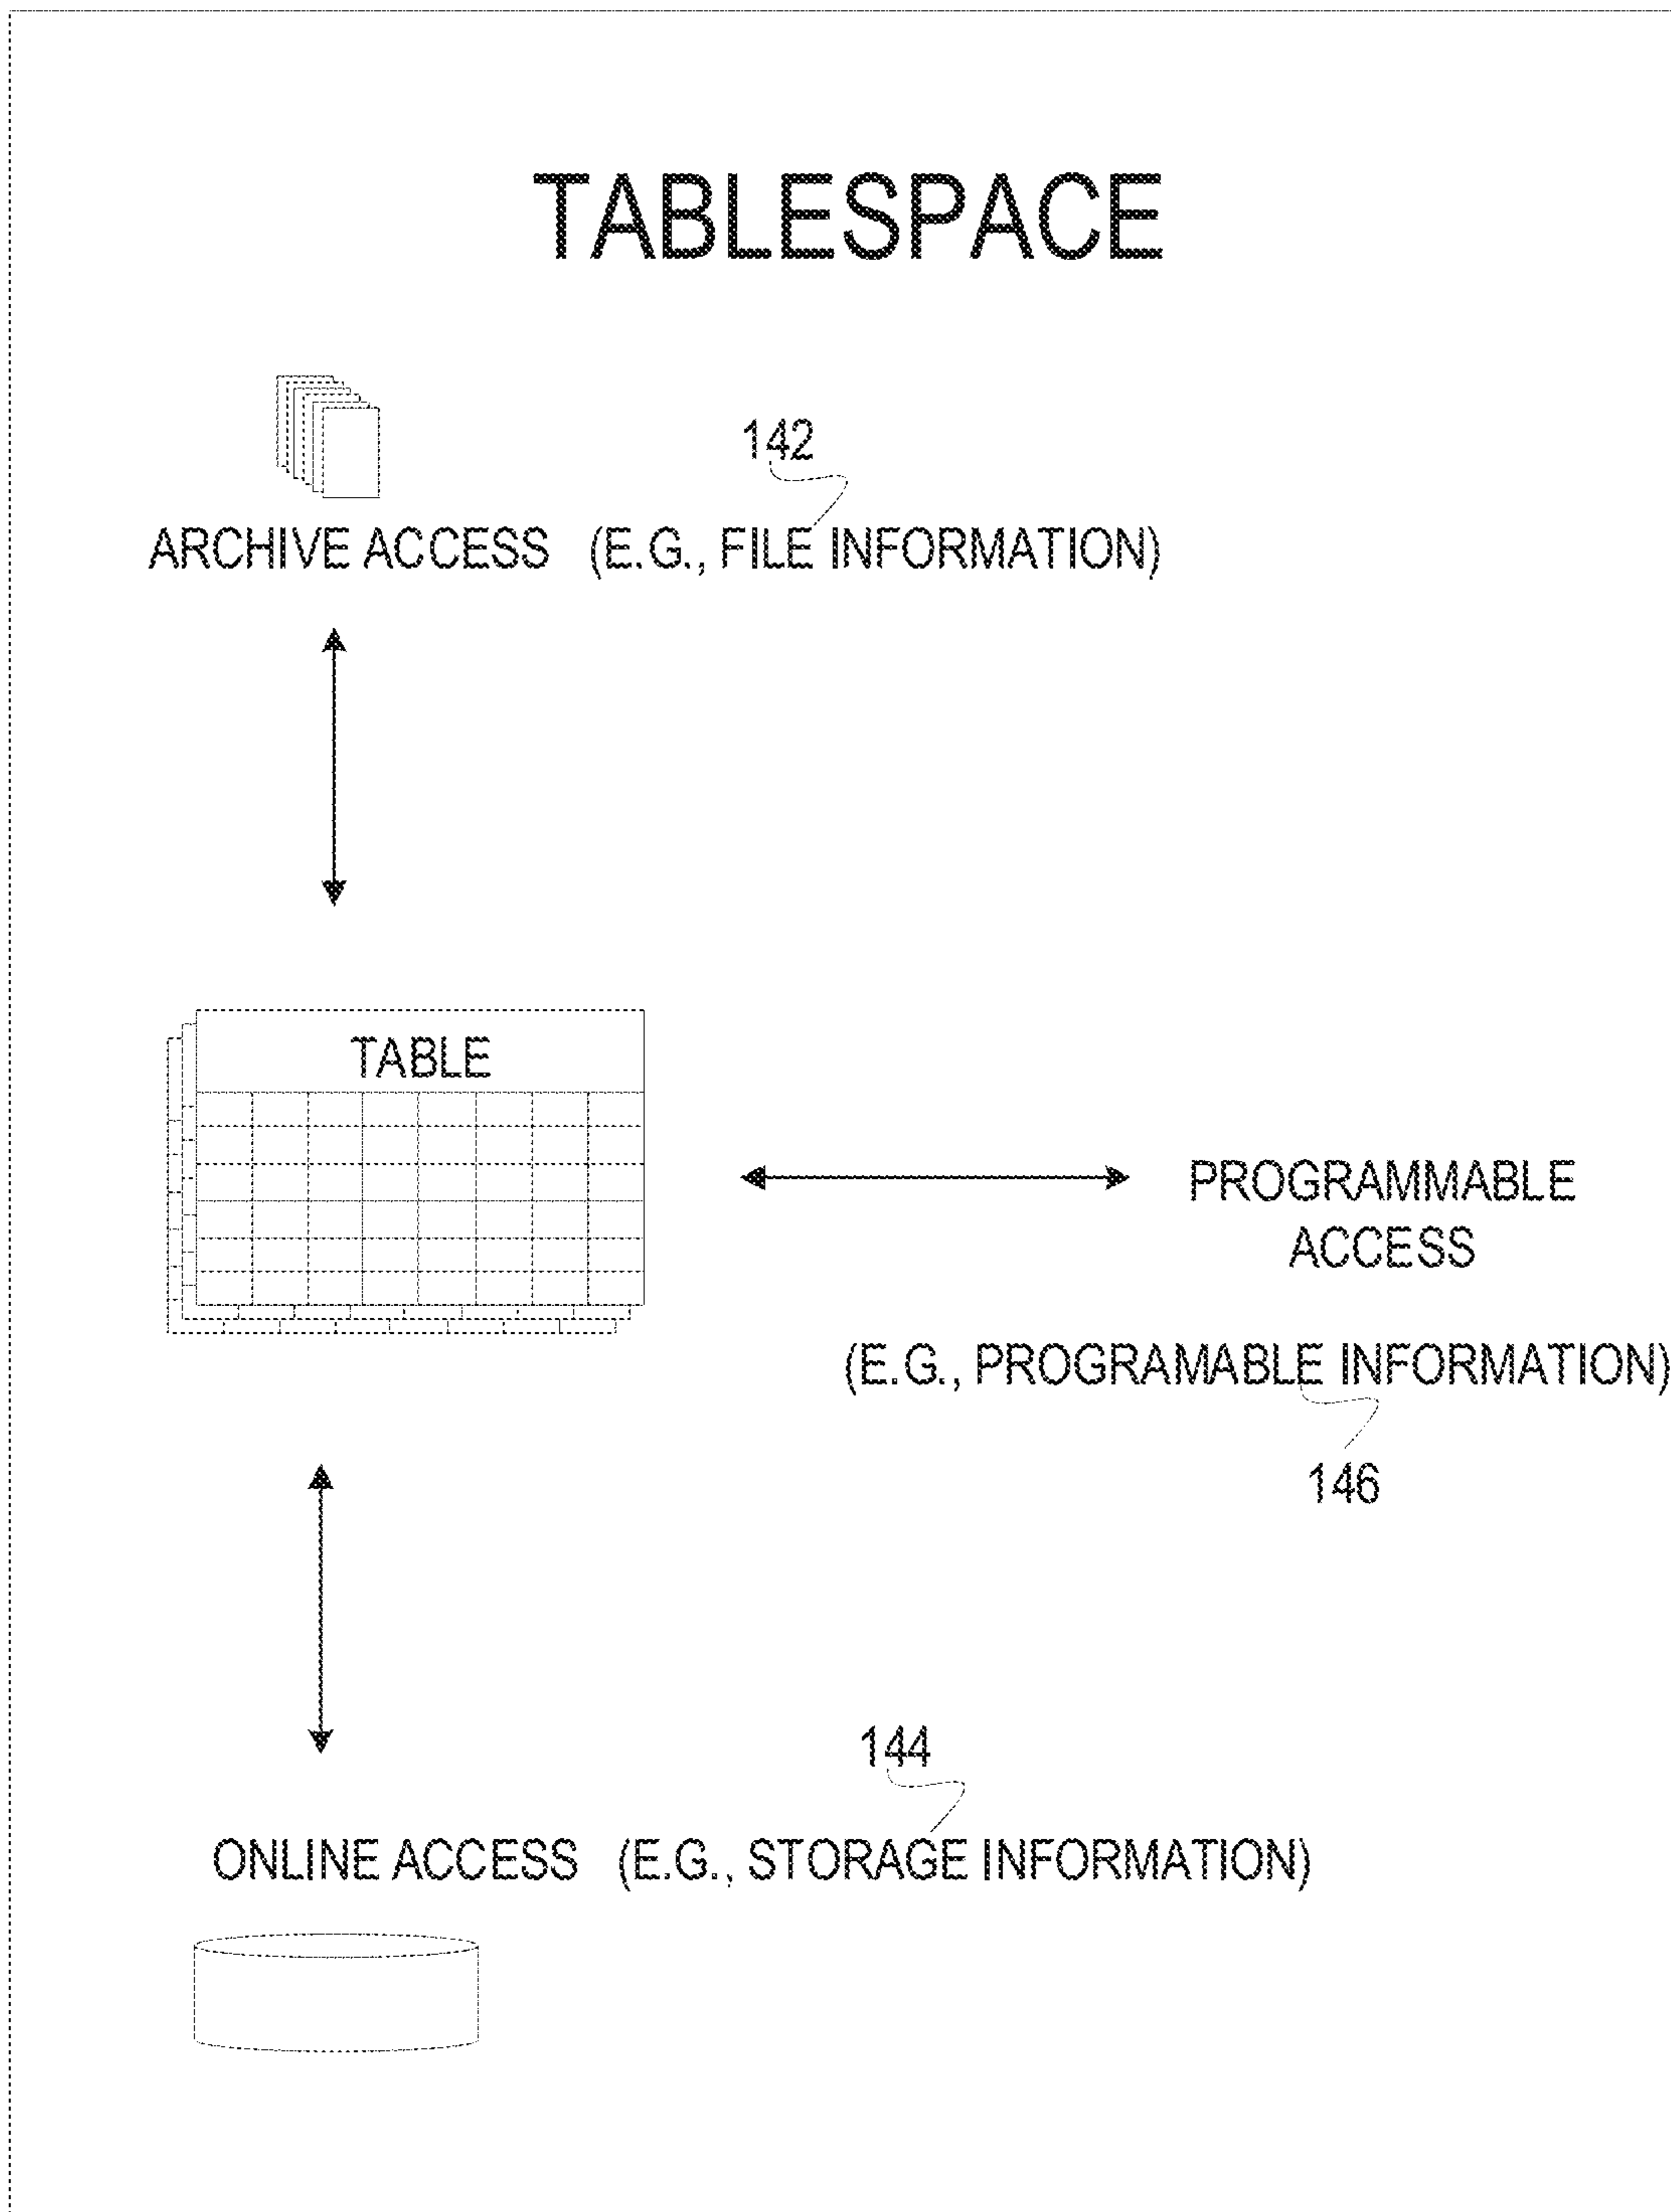 TABLESPACE
142
ARCHIVE ACCESS (E.G., FILE INFORMATION)
TABLE
PROGRAMMABLE
ACCESS
(E.G., PROGRAMABLE INFORMATION)
146
144
ONLINE ACCESS (E.G., STORAGE INFORMATION)